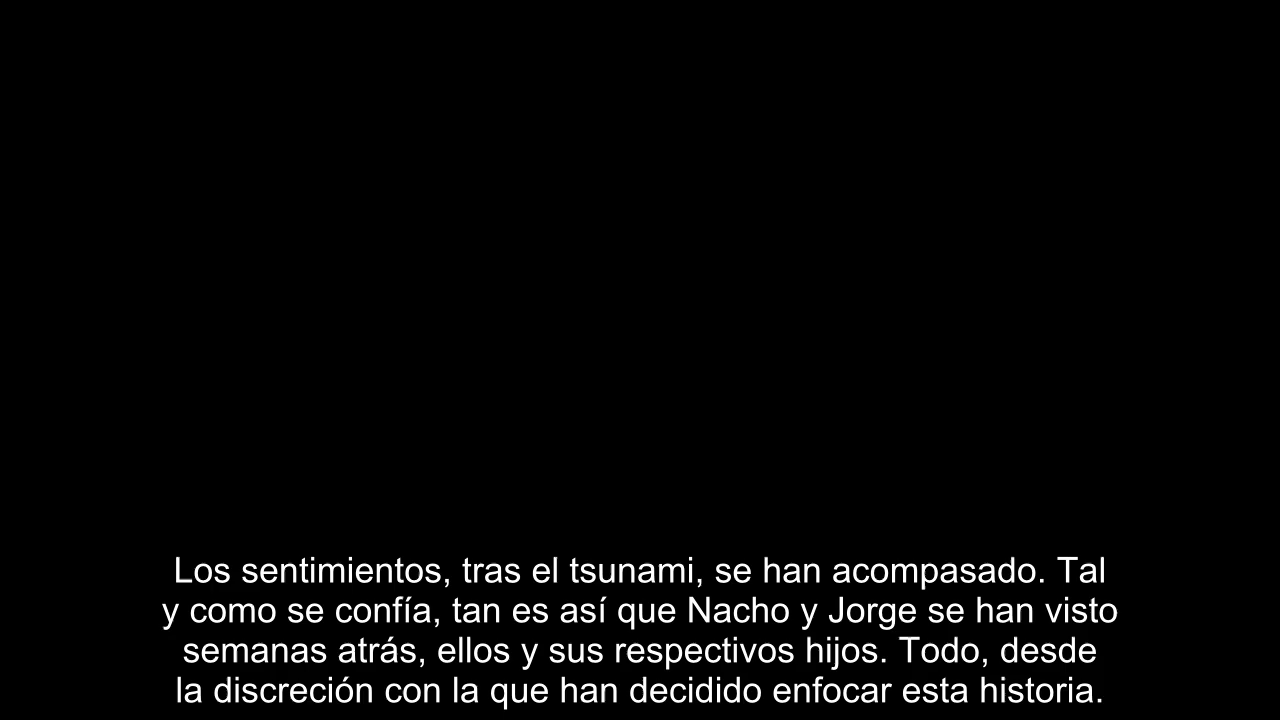 Los sentimientos, tras el tsunami, se han acompasado. Tal
y como se confía, tan es así que Nacho y Jorge se han visto
semanas atrás, ellos y sus respectivos hijos. Todo, desde
la discreción con la que han decidido enfocar esta historia.